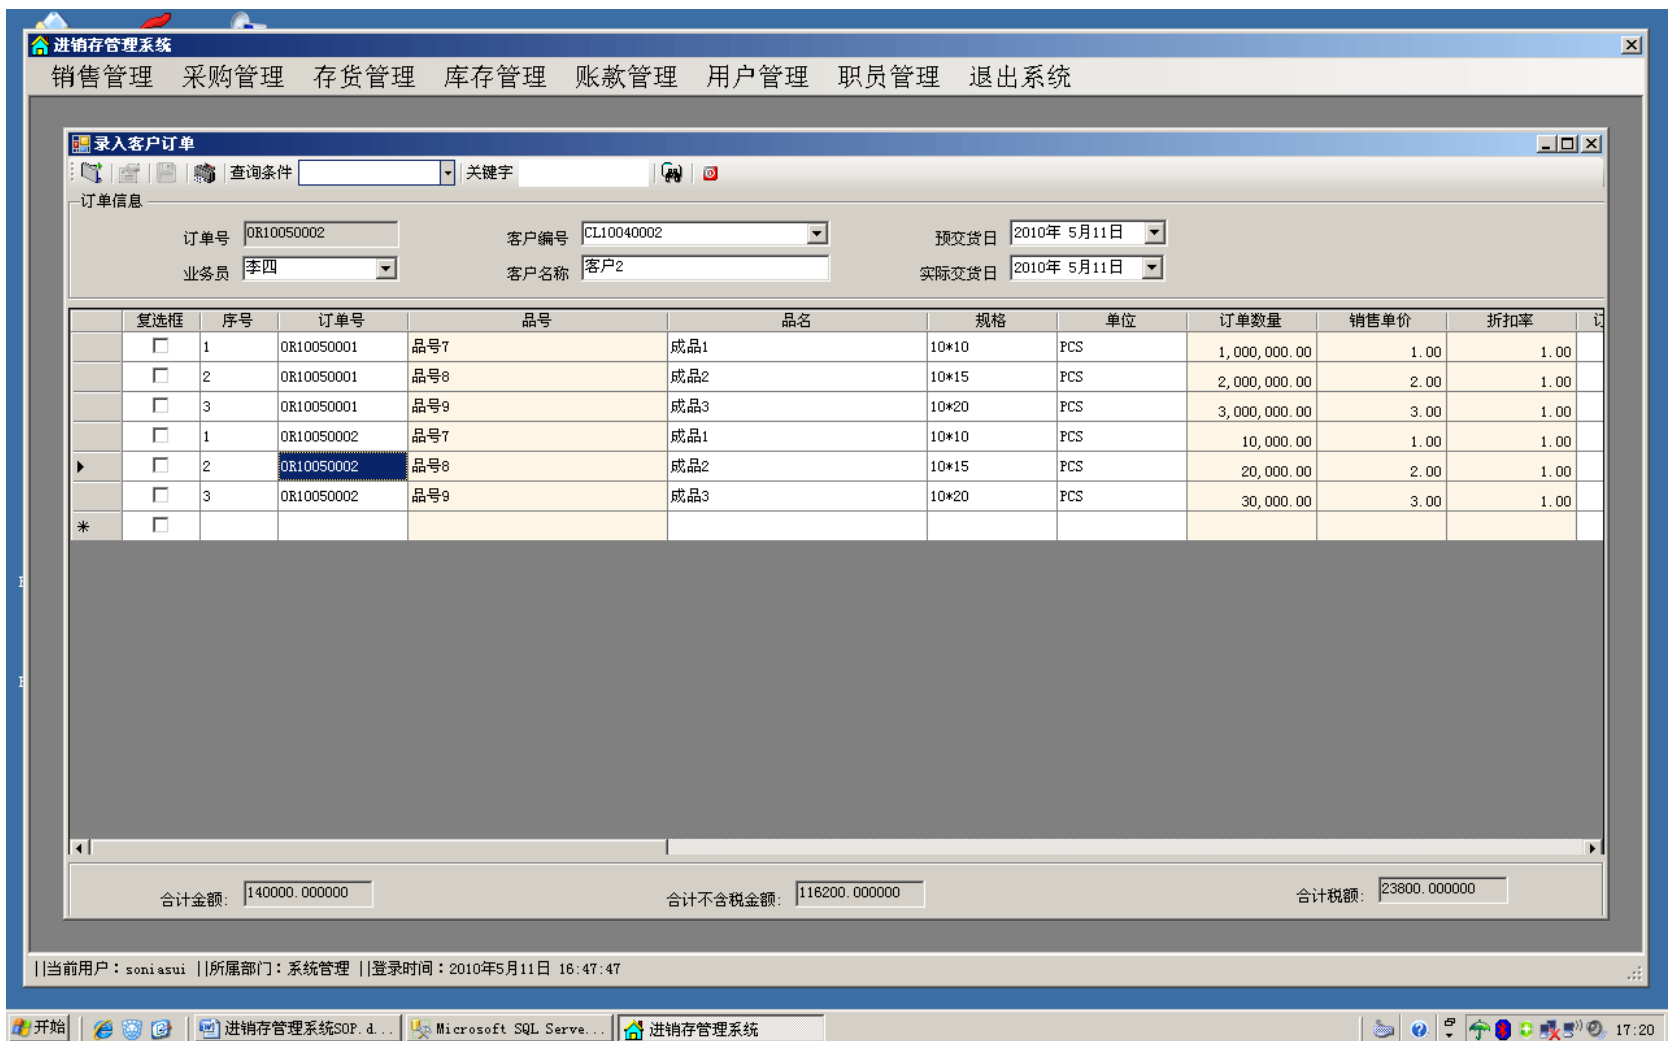 进销存管理系统
销售管理 采购管理 存货管理 库存管理 账款管理 用户管理 职员管理 退出系统
录入客户订单
查询条件 关键字
订单信息
订单号 OR10050002 客户编号 CL10040002 预交货日 2010年 5月11日
业务员 李四 客户名称 客户2 实际交货日 2010年 5月11日
复选框 序号 订单号 品号 品名 规格 单位 订单数量 销售单价 折扣率
1 OR10050001 品号7 成品1 10*10 PCS 1,000,000.00 1.00 1.00
2 OR10050001 品号8 成品2 10*15 PCS 2,000,000.00 2.00 1.00
3 OR10050001 品号9 成品3 10*20 PCS 3,000,000.00 3.00 1.00
1 OR10050002 品号7 成品1 10*10 PCS 10,000.00 1.00 1.00
2 OR10050002 品号8 成品2 10*15 PCS 20,000.00 2.00 1.00
3 OR10050002 品号9 成品3 10*20 PCS 30,000.00 3.00 1.00
合计金额: 140000.000000 合计不含税金额: 116200.000000 合计税额: 23800.000000
||当前用户：soniasui ||所属部门：系统管理 ||登录时间：2010年5月11日 16:47:47
开始 进销存管理系统SOP.d... Microsoft SQL Serve... 进销存管理系统 17:20